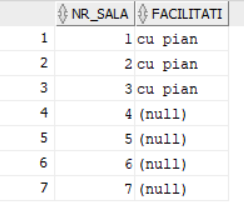 NR_SALA FACILITATI
1 1 cu pian
2 2 cu pian
3 3 cu pian
4 4 (null)
5 5 (null)
6 6 (null)
7 7 (null)